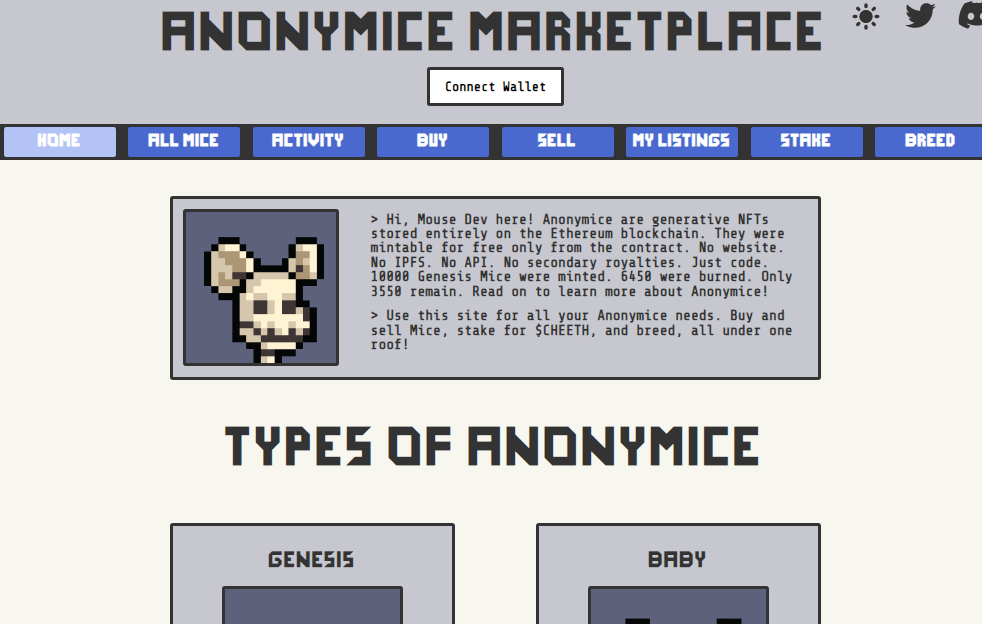 ANONYMICE MARKETPLACE
Connect Wallet
HOME ALL MICE ACTIVITY BUY SELL MY LISTINGS STAKE BREED
> Hi, Mouse Dev here! Anonymice are generative NFTs
stored entirely on the Ethereum blockchain. They were
mintable for free only from the contract. No website.
No IPFS. No API. No secondary royalties. Just code.
10000 Genesis Mice were minted. 6450 were burned. Only
3550 remain. Read on to learn more about Anonymice!
> Use this site for all your Anonymice needs. Buy and
sell Mice, stake for $CHEETH, and breed, all under one
roof!
TYPES OF ANONYMICE
GENESIS
BABY